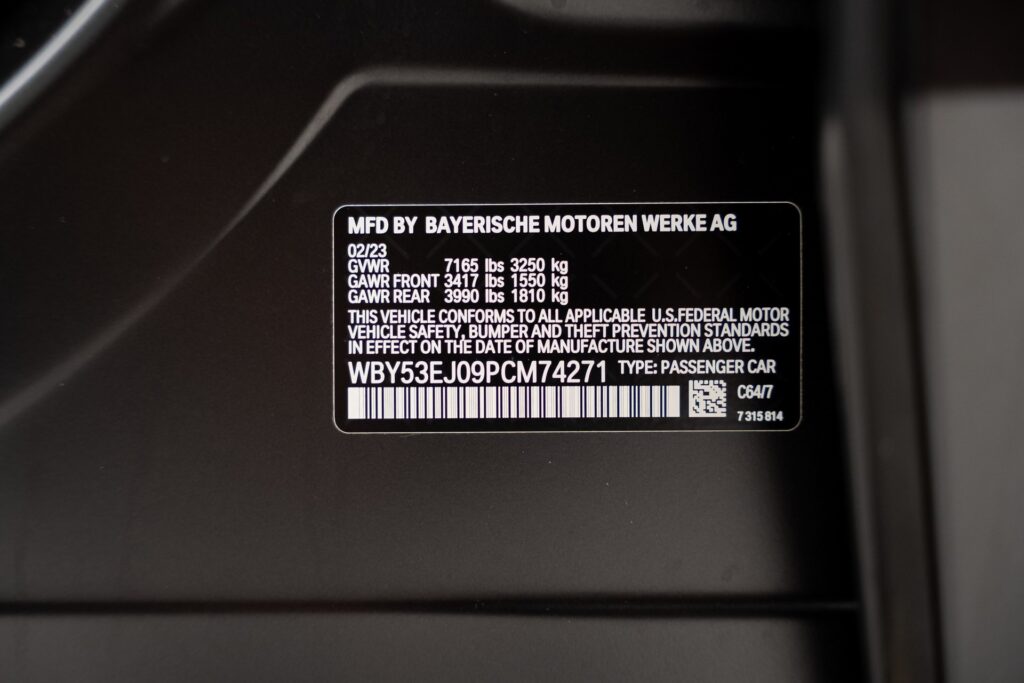 MFD BY BAYERISCHE MOTOREN WERKE AG
02/23
GVWR 7165 lbs 3250 kg
GAWR FRONT 3417 lbs 1550 kg
GAWR REAR 3990 lbs 1810 kg
THIS VEHICLE CONFORMS TO ALL APPLICABLE U.S.FEDERAL MOTOR
VEHICLE SAFETY, BUMPER AND THEFT PREVENTION STANDARDS
IN EFFECT ON THE DATE OF MANUFACTURE SHOWN ABOVE.
WBY53EJ09PCM74271 TYPE: PASSENGER CAR
C64/7
7 315 814